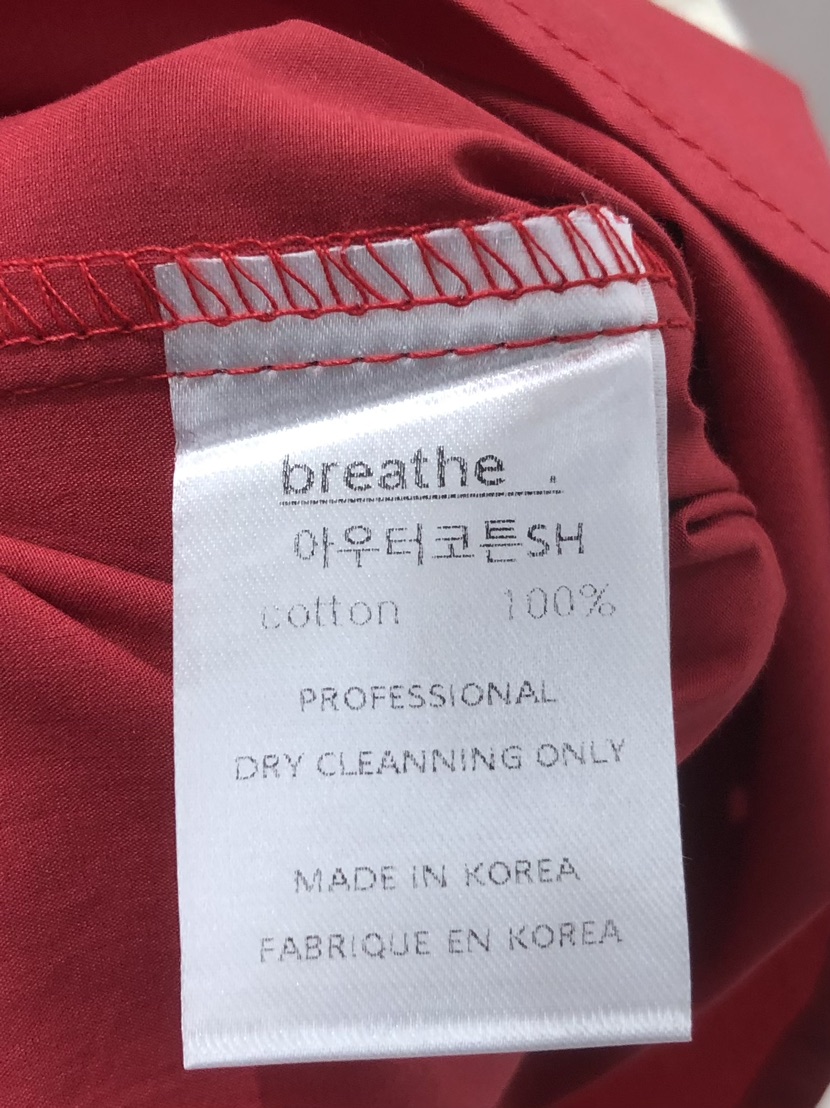 breathe .
아우터코튼SH
cotton 100%
PROFESSIONAL
DRY CLEANNING ONLY
MADE IN KOREA
FABRIQUE EN KOREA